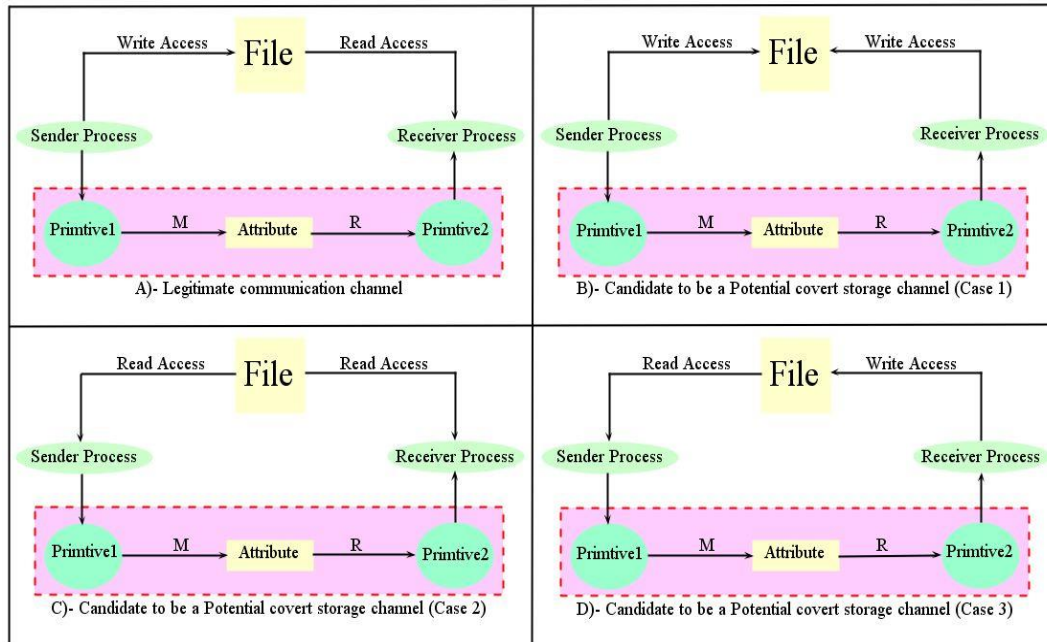 Write Access
File
Read Access
Sender Process
Receiver Process
Primtive1
M
Attribute
R
Primtive2
A)- Legitimate communication channel
Write Access
File
Write Access
Sender Process
Receiver Process
Primtive1
M
Attribute
R
Primtive2
B)- Candidate to be a Potential covert storage channel (Case 1)
Read Access
File
Read Access
Sender Process
Receiver Process
Primtive1
M
Attribute
R
Primtive2
C)- Candidate to be a Potential covert storage channel (Case 2)
Read Access
File
Write Access
Sender Process
Receiver Process
Primtive1
M
Attribute
R
Primtive2
D)- Candidate to be a Potential covert storage channel (Case 3)